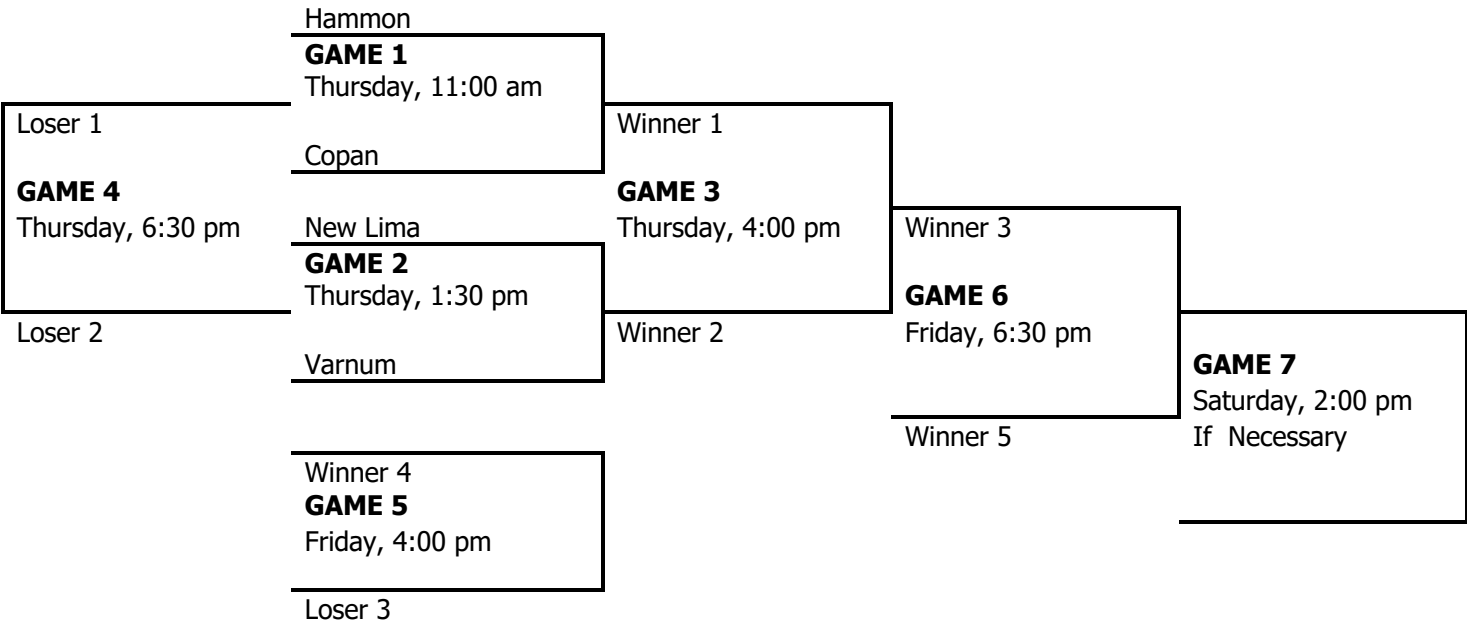 Hammon
GAME 1
Thursday, 11:00 am
Loser 1
Winner 1
Copan
GAME 4
GAME 3
Thursday, 6:30 pm
New Lima
Thursday, 4:00 pm
Winner 3
GAME 2
Thursday, 1:30 pm
GAME 6
Loser 2
Winner 2
Friday, 6:30 pm
Varnum
GAME 7
Saturday, 2:00 pm
Winner 5
If Necessary
Winner 4
GAME 5
Friday, 4:00 pm
Loser 3